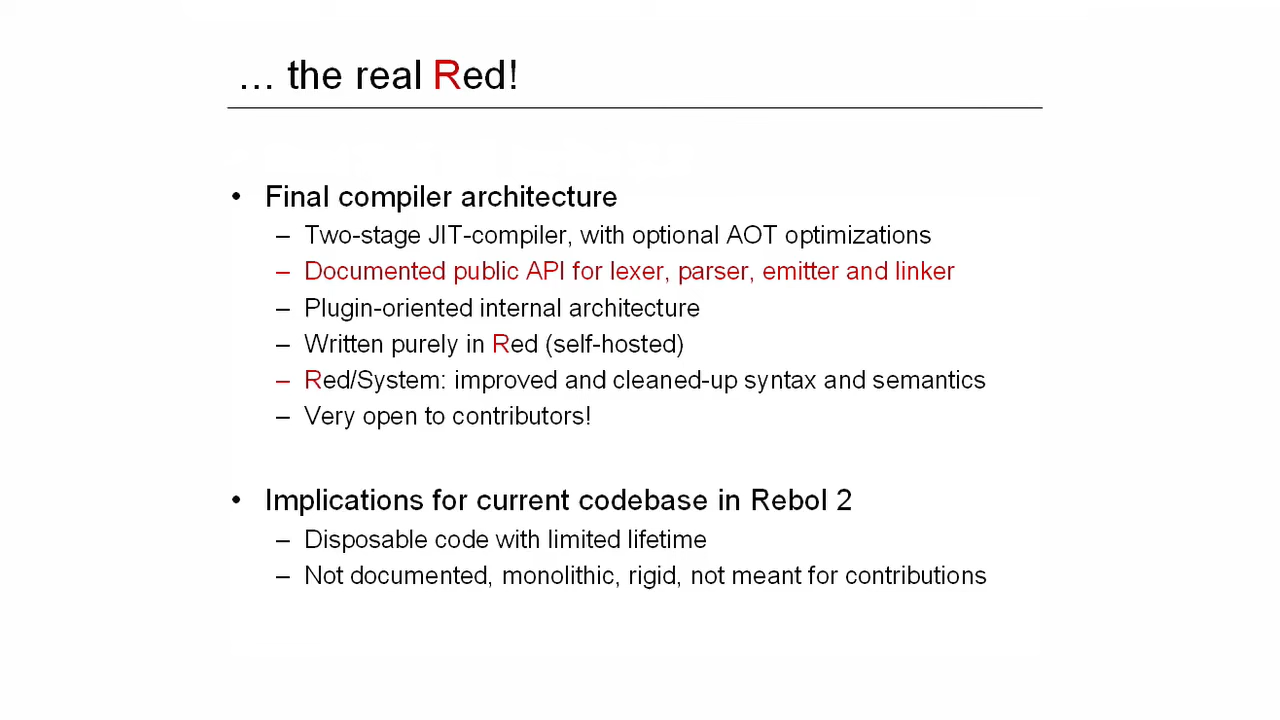 ... the real Red!
• Final compiler architecture
– Two-stage JIT-compiler, with optional AOT optimizations
– Documented public API for lexer, parser, emitter and linker
– Plugin-oriented internal architecture
– Written purely in Red (self-hosted)
– Red/System: improved and cleaned-up syntax and semantics
– Very open to contributors!
• Implications for current codebase in Rebol 2
– Disposable code with limited lifetime
– Not documented, monolithic, rigid, not meant for contributions